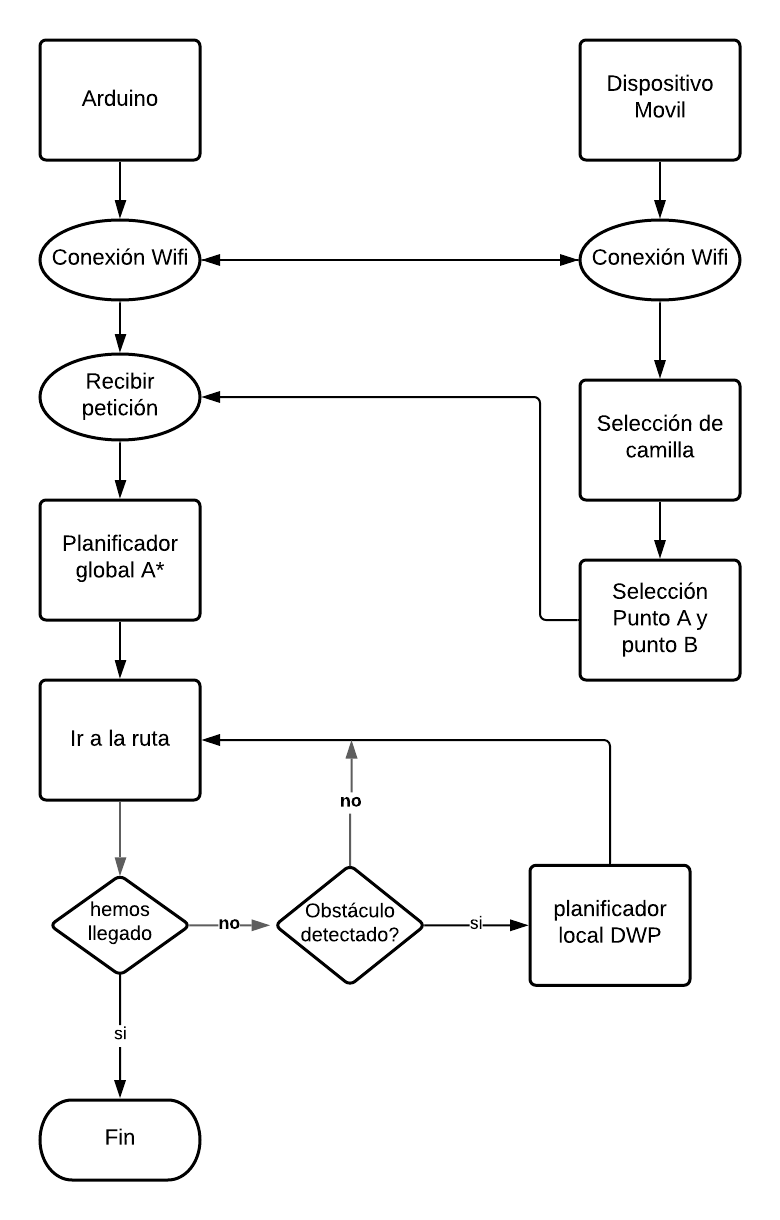 Arduino
Dispositivo
Movil
Conexión Wifi
Conexión Wifi
Recibir
petición
Selección de
camilla
Planificador
global A*
Selección
Punto A y
punto B
Ir a la ruta
no
hemos
llegado
no
Obstáculo
detectado?
si
planificador
local DWP
si
Fin